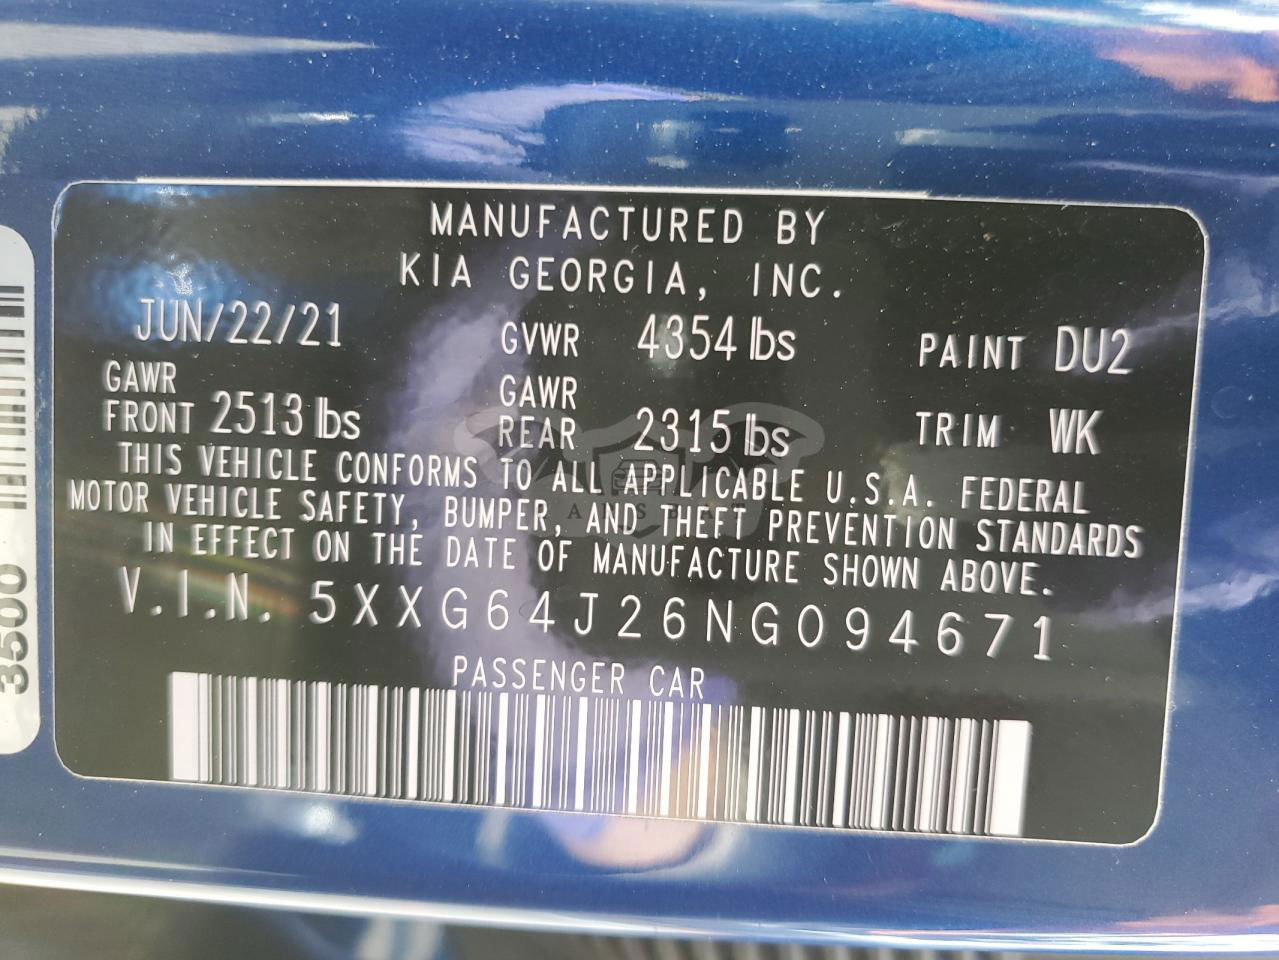 MANUFACTURED BY
KIA GEORGIA, INC.
JUN/22/21 GVWR 4354 lbs PAINT DU2
GAWR FRONT 2513 lbs GAWR REAR 2315 lbs TRIM WK
THIS VEHICLE CONFORMS TO ALL APPLICABLE U.S.A. FEDERAL
MOTOR VEHICLE SAFETY, BUMPER, AND THEFT PREVENTION STANDARDS
IN EFFECT ON THE DATE OF MANUFACTURE SHOWN ABOVE.
V.I.N. 5XXG64J26NG094671
PASSENGER CAR
3500